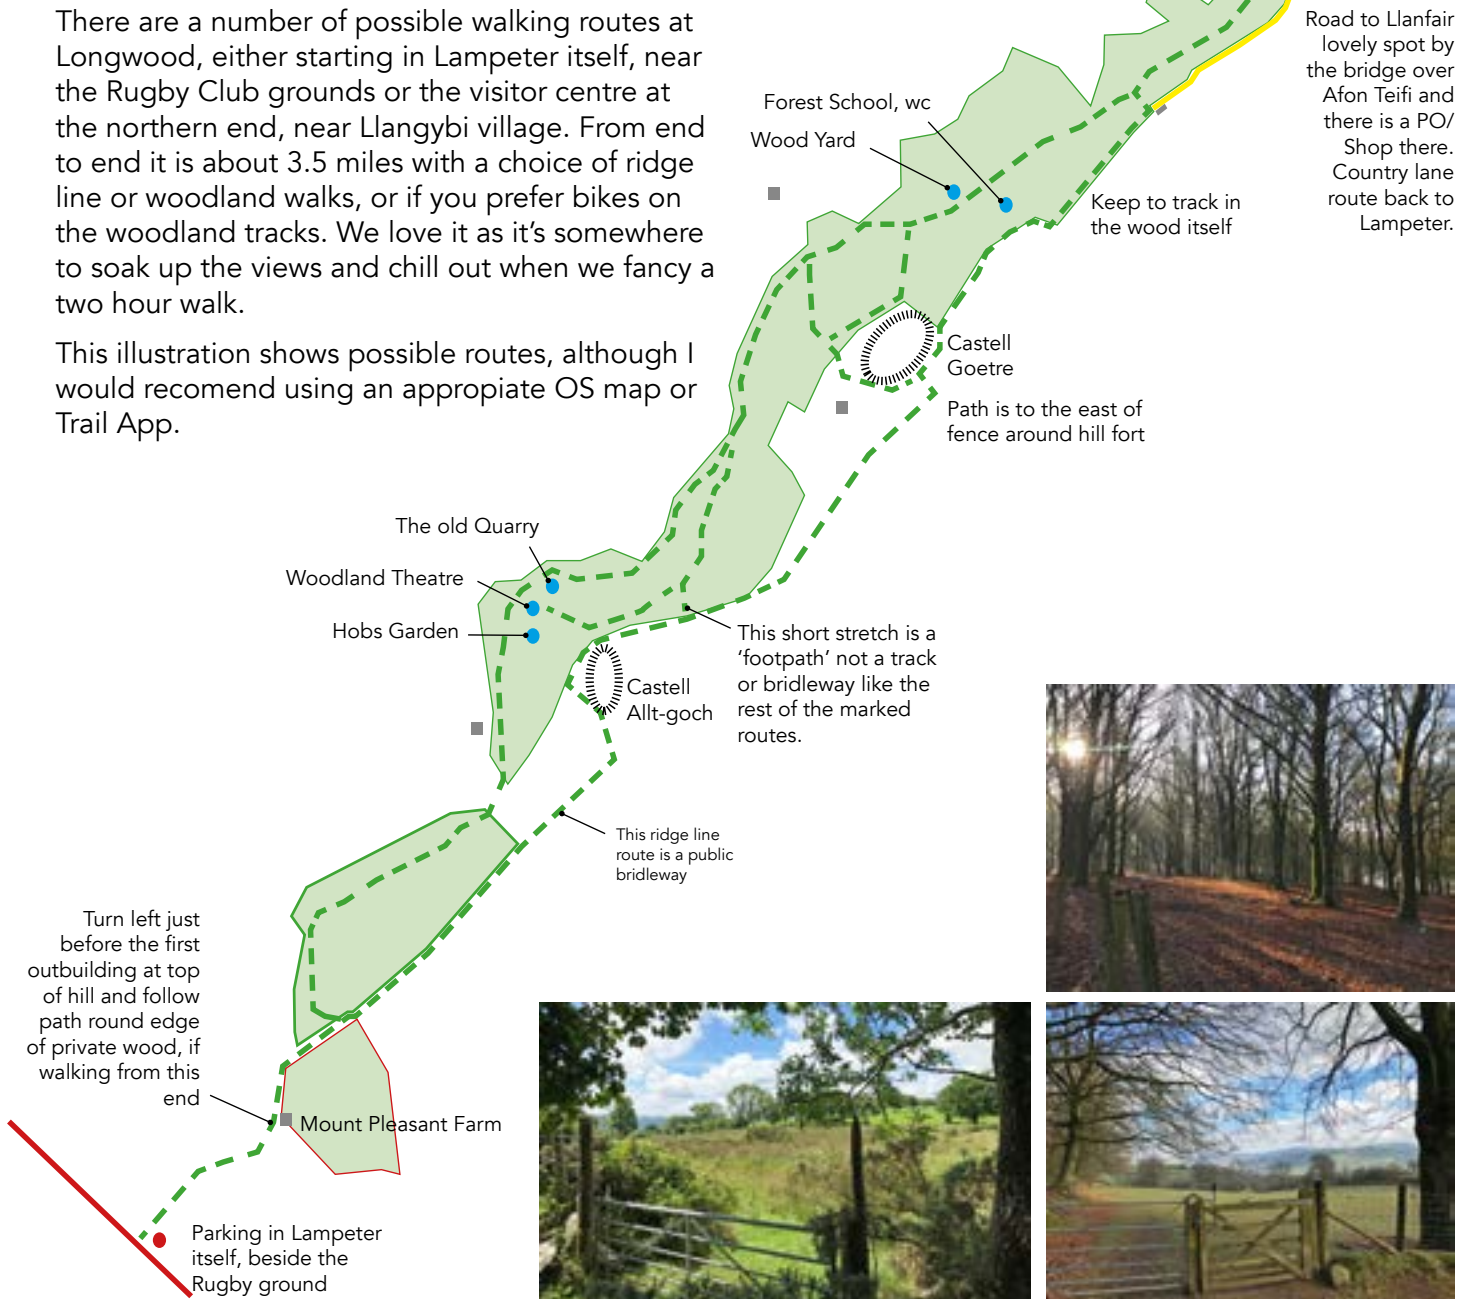 There are a number of possible walking routes at
Longwood, either starting in Lampeter itself, near
the Rugby Club grounds or the visitor centre at
the northern end, near Llangybi village. From end
to end it is about 3.5 miles with a choice of ridge
line or woodland walks, or if you prefer bikes on
the woodland tracks. We love it as it’s somewhere
to soak up the views and chill out when we fancy a
two hour walk.
This illustration shows possible routes, although I
would recomend using an appropiate OS map or
Trail App.
Road to Llanfair
lovely spot by
the bridge over
Afon Teifi and
there is a PO/
Shop there.
Country lane
route back to
Lampeter.
Forest School, wc
Wood Yard
Keep to track in
the wood itself
Castell
Goetre
Path is to the east of
fence around hill fort
The old Quarry
Woodland Theatre
Hobs Garden
This short stretch is a
‘footpath’ not a track
or bridleway like the
rest of the marked
routes.
Castell
Allt-goch
This ridge line
route is a public
bridleway
Turn left just
before the first
outbuilding at top
of hill and follow
path round edge
of private wood, if
walking from this
end
Mount Pleasant Farm
Parking in Lampeter
itself, beside the
Rugby ground